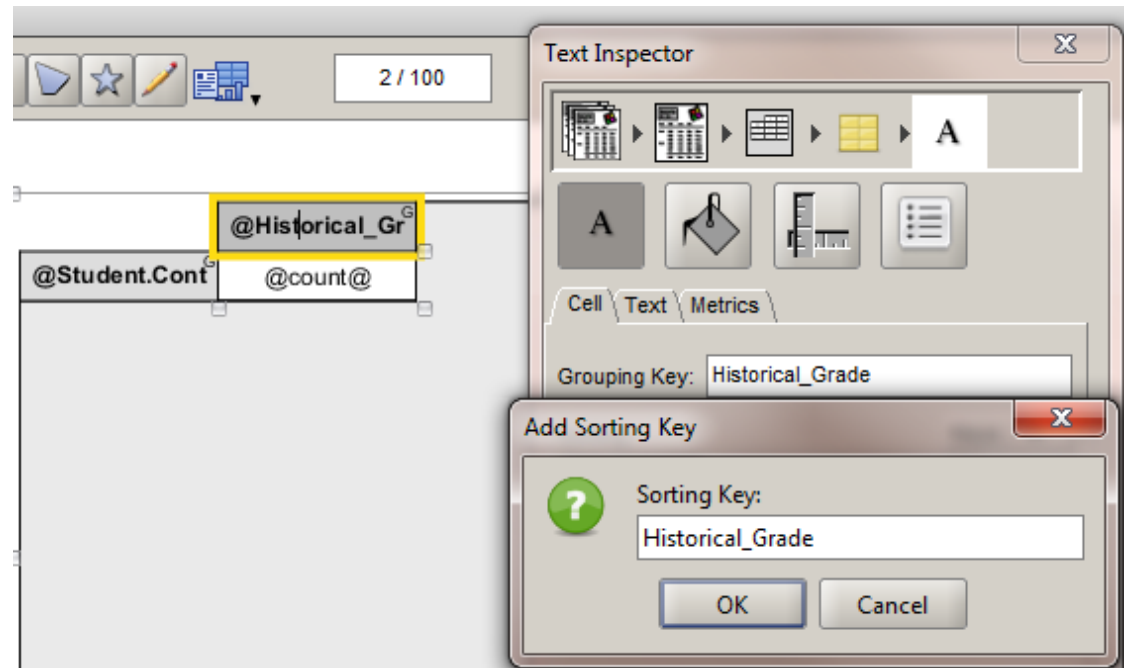 Text Inspector
2 / 100
A
@Historical_Gr G
A
@Student.Cont G
@count@
Cell Text Metrics
Grouping Key: Historical_Grade
Add Sorting Key
Sorting Key:
Historical_Grade
OK Cancel